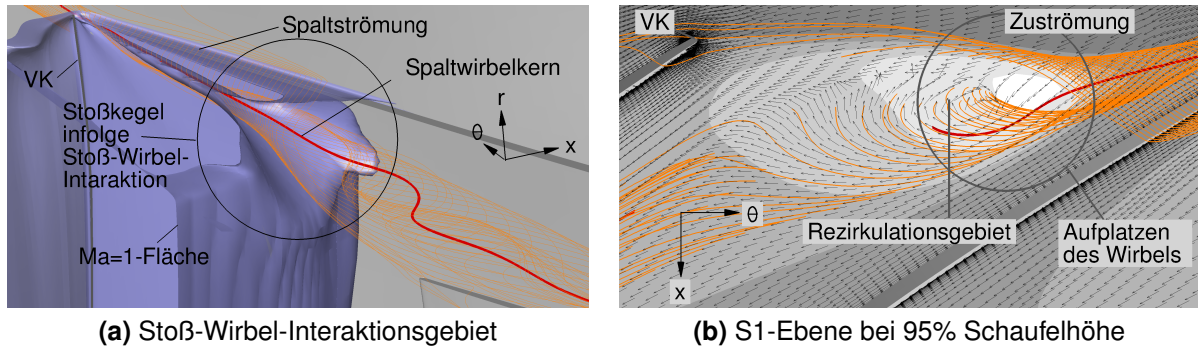 Spaltströmung
VK
Spaltwirbelkern
Stoßkegel
infolge
Stoß-Wirbel-
Intaraktion
r
θ
x
Ma=1-Fläche
(a) Stoß-Wirbel-Interaktionsgebiet
VK
Zuströmung
θ
x
Rezirkulationsgebiet
Aufplatzen
des Wirbels
(b) S1-Ebene bei 95% Schaufelhöhe